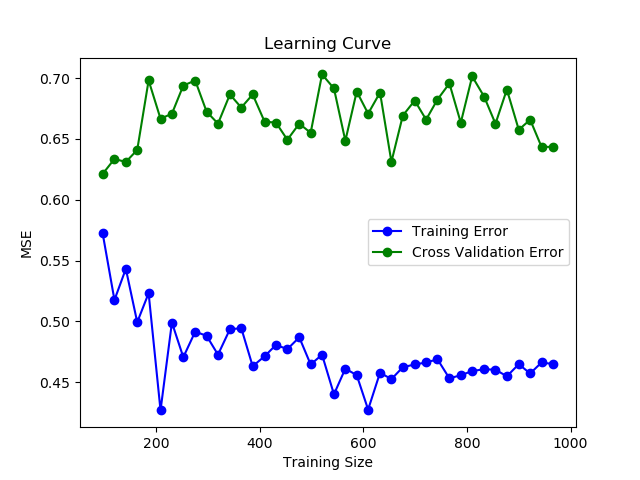 Learning Curve
0.70
0.65
0.60
0.55
0.50
0.45
MSE
Training Error
Cross Validation Error
200
400
600
800
1000
Training Size